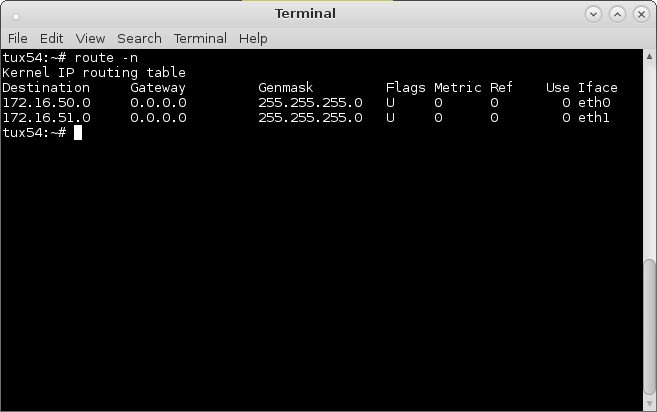 Terminal
File Edit View Search Terminal Help
tux54:~# route -n
Kernel IP routing table
Destination     Gateway         Genmask         Flags Metric Ref    Use Iface
172.16.50.0     0.0.0.0         255.255.255.0   U     0      0        0 eth0
172.16.51.0     0.0.0.0         255.255.255.0   U     0      0        0 eth1
tux54:~#